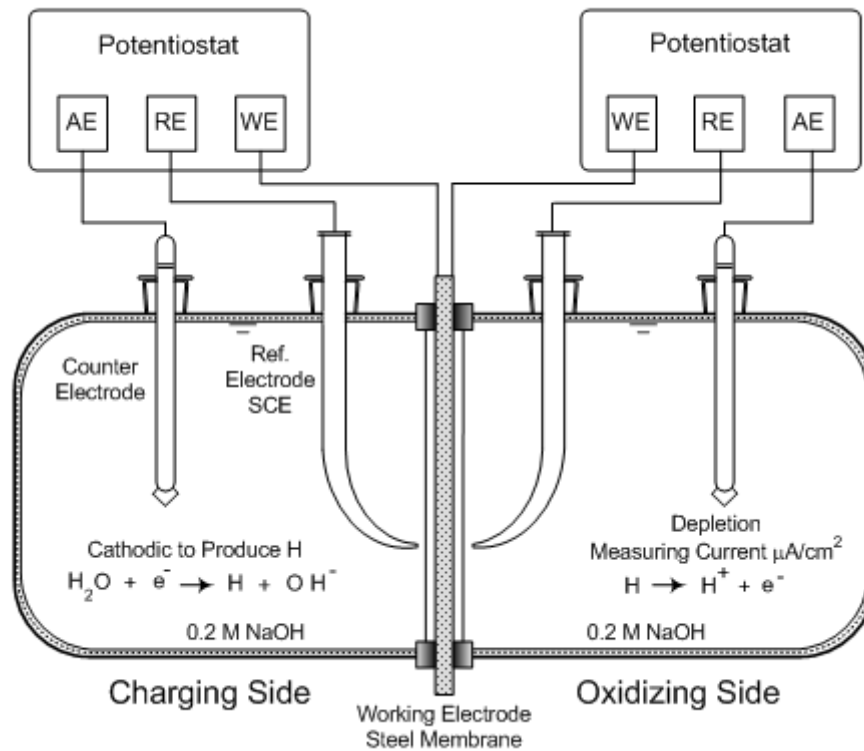 Potentiostat
AE RE WE
Potentiostat
WE RE AE
Counter
Electrode
Ref.
Electrode
SCE
Cathodic to Produce H
H₂O + e⁻ → H + OH⁻
0.2 M NaOH
Depletion
Measuring Current μA/cm²
H → H⁺ + e⁻
0.2 M NaOH
Charging Side
Oxidizing Side
Working Electrode
Steel Membrane